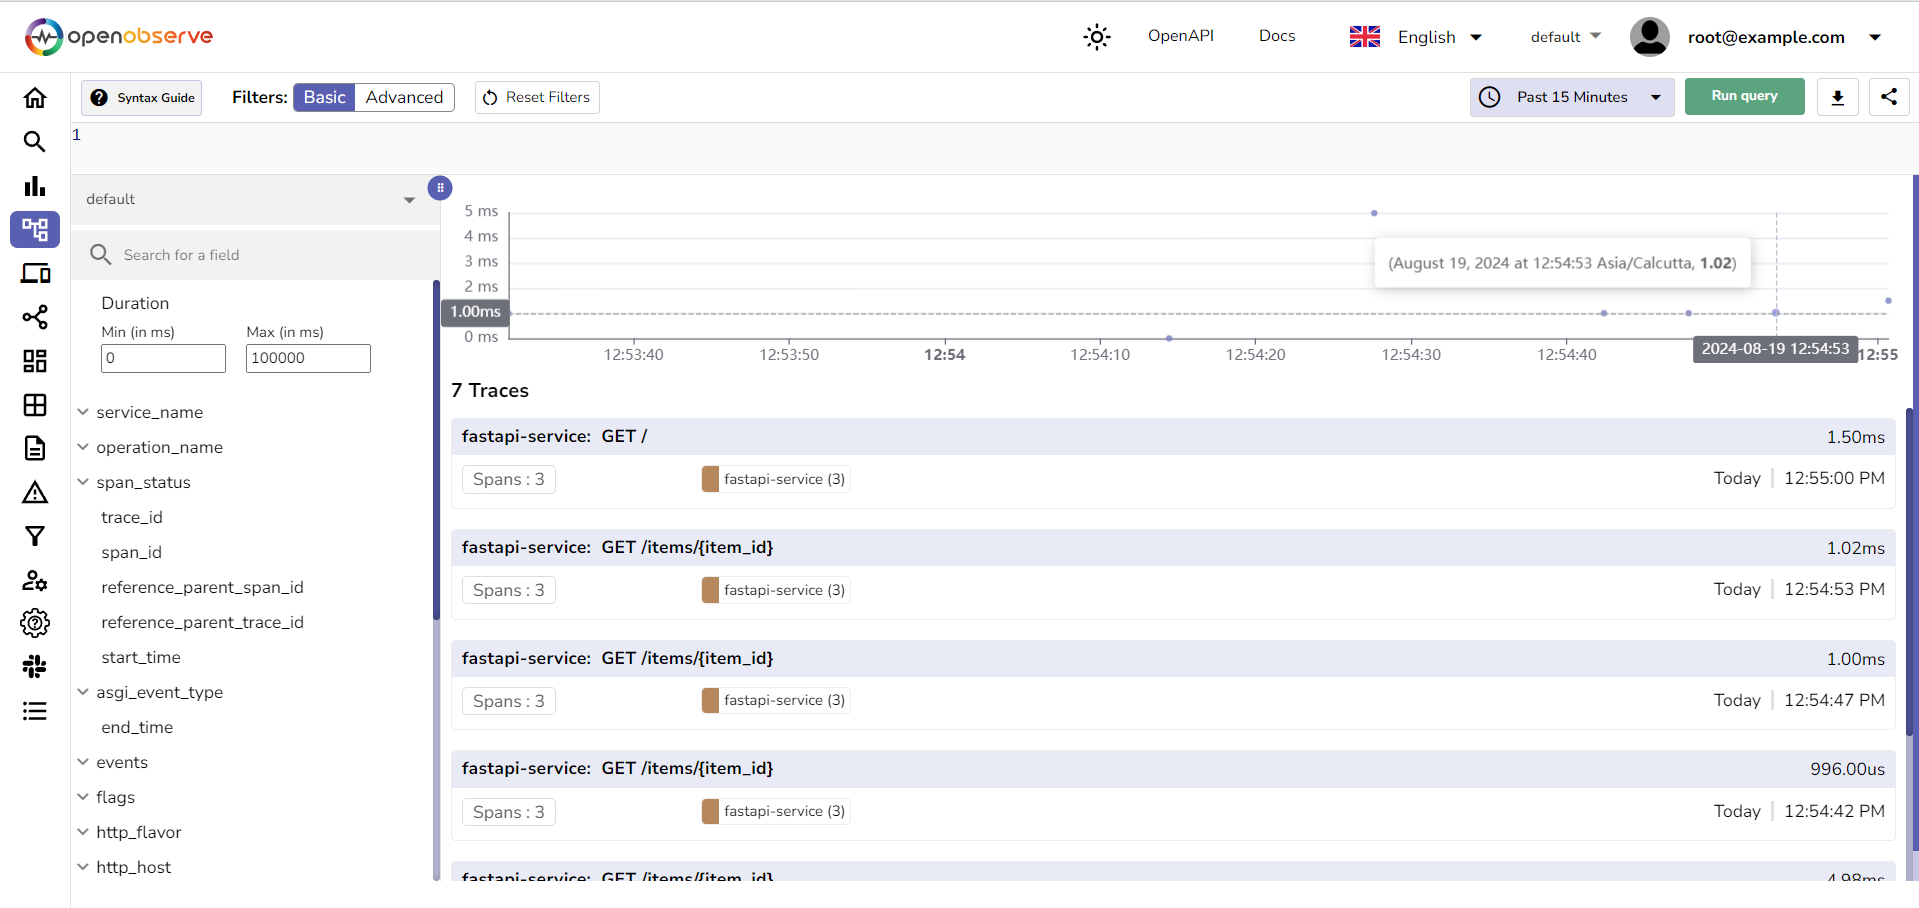 openobserve
OpenAPI
Docs
English
default
root@example.com
Syntax Guide
Filters:
Basic
Advanced
Reset Filters
Past 15 Minutes
Run query
1
default
Search for a field
Duration
Min (in ms)
Max (in ms)
0
100000
service_name
operation_name
span_status
trace_id
span_id
reference_parent_span_id
reference_parent_trace_id
start_time
asgi_event_type
end_time
events
flags
http_flavor
http_host
5 ms
4 ms
3 ms
2 ms
1.00ms
0 ms
(August 19, 2024 at 12:54:53 Asia/Calcutta, 1.02)
12:53:40
12:53:50
12:54
12:54:10
12:54:20
12:54:30
12:54:40
2024-08-19 12:54:53
12:55
7 Traces
fastapi-service: GET /
1.50ms
Spans : 3
fastapi-service (3)
Today | 12:55:00 PM
fastapi-service: GET /items/{item_id}
1.02ms
Spans : 3
fastapi-service (3)
Today | 12:54:53 PM
fastapi-service: GET /items/{item_id}
1.00ms
Spans : 3
fastapi-service (3)
Today | 12:54:47 PM
fastapi-service: GET /items/{item_id}
996.00us
Spans : 3
fastapi-service (3)
Today | 12:54:42 PM
fastapi-service: GET /items/{item_id}
4.98ms